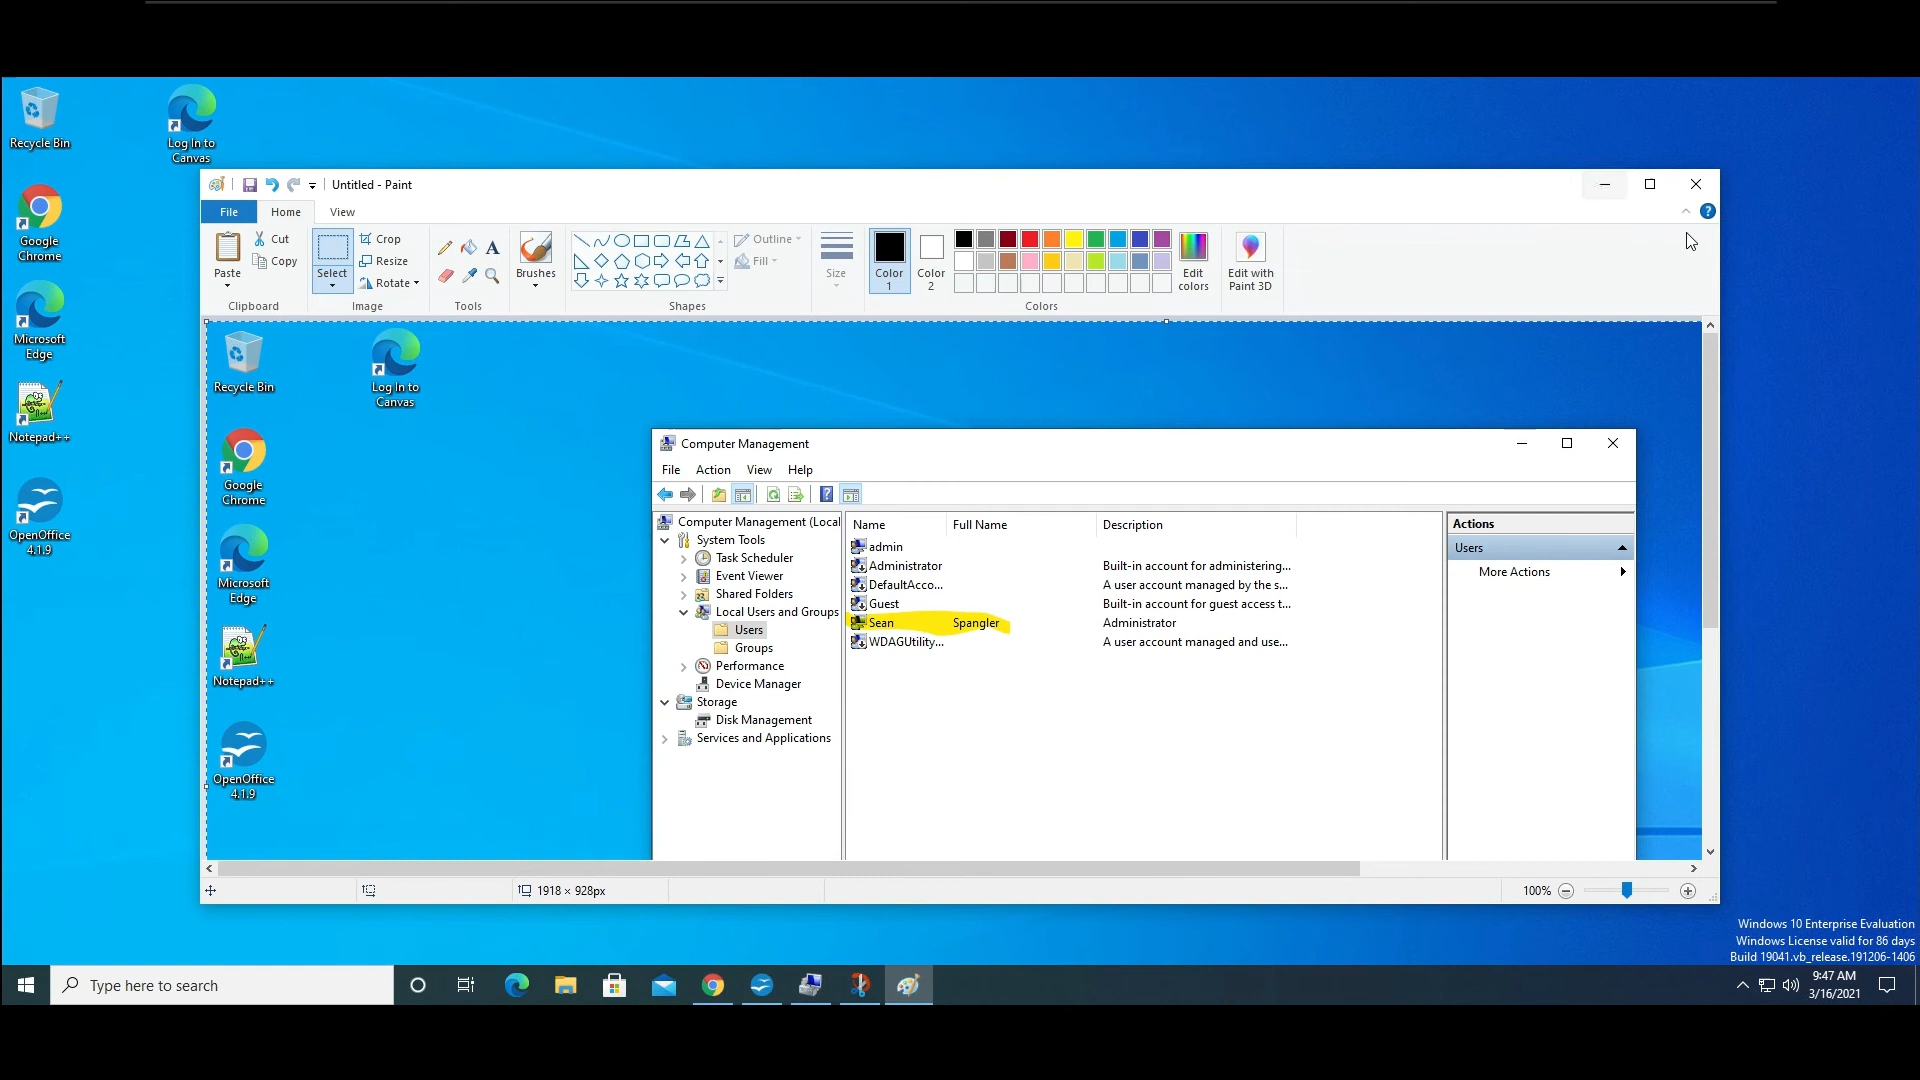 Recycle Bin
Log In to
Canvas
Google
Chrome
Microsoft
Edge
Notepad++
OpenOffice
4.1.9
Untitled - Paint
File
Home
View
Paste
Cut
Copy
Clipboard
Select
Crop
Resize
Rotate
Image
A
Tools
Brushes
Shapes
Outline
Fill
Size
Color
1
Color
2
Colors
Edit
colors
Edit with
Paint 3D
Recycle Bin
Log In to
Canvas
Google
Chrome
Microsoft
Edge
Notepad++
OpenOffice
4.1.9
Computer Management
File Action View Help
Computer Management (Local
System Tools
Task Scheduler
Event Viewer
Shared Folders
Local Users and Groups
Users
Groups
Performance
Device Manager
Storage
Disk Management
Services and Applications
Name Full Name Description
admin
Administrator Built-in account for administering...
DefaultAcco... A user account managed by the s...
Guest Built-in account for guest access t...
Sean Spangler Administrator
WDAGUtility... A user account managed and use...
Actions
Users
More Actions
1918 × 928px
100%
Windows 10 Enterprise Evaluation
Windows License valid for 86 days
Build 19041.vb_release.191206-1406
Type here to search
9:47 AM
3/16/2021